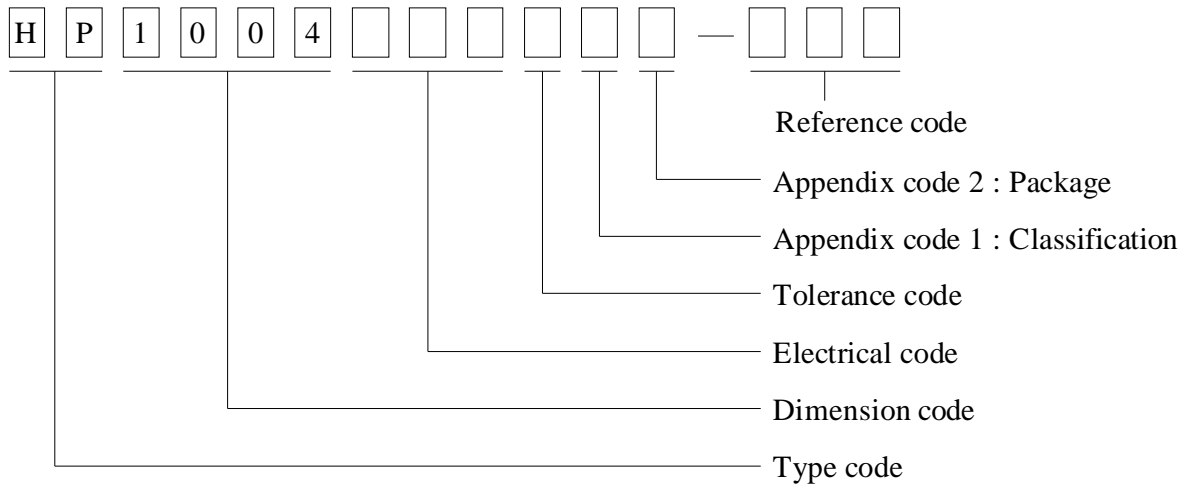 H P 1 0 0 4 —
Reference code
Appendix code 2 : Package
Appendix code 1 : Classification
Tolerance code
Electrical code
Dimension code
Type code